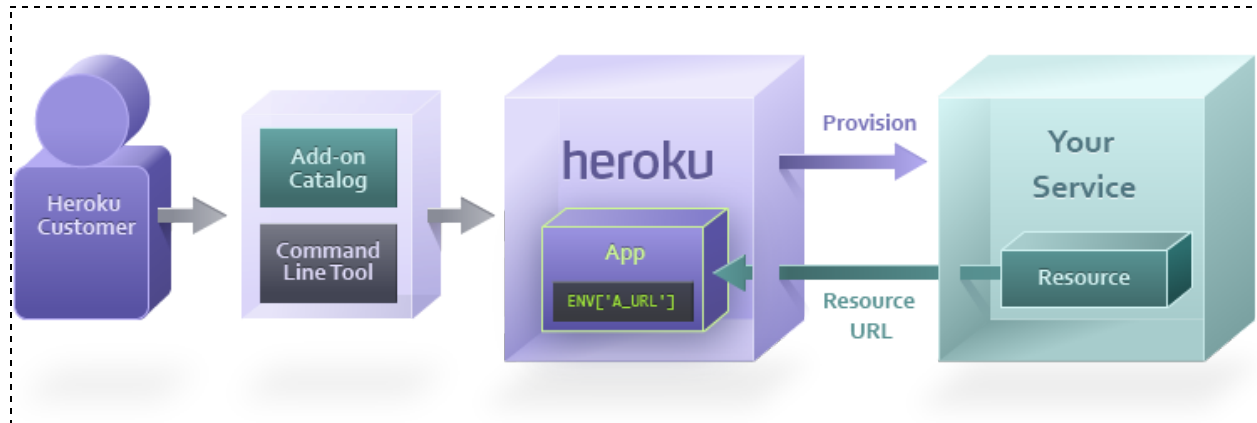 Heroku
Customer
Add-on
Catalog
Command
Line Tool
heroku
App
ENV['A_URL']
Provision
Resource
URL
Your
Service
Resource